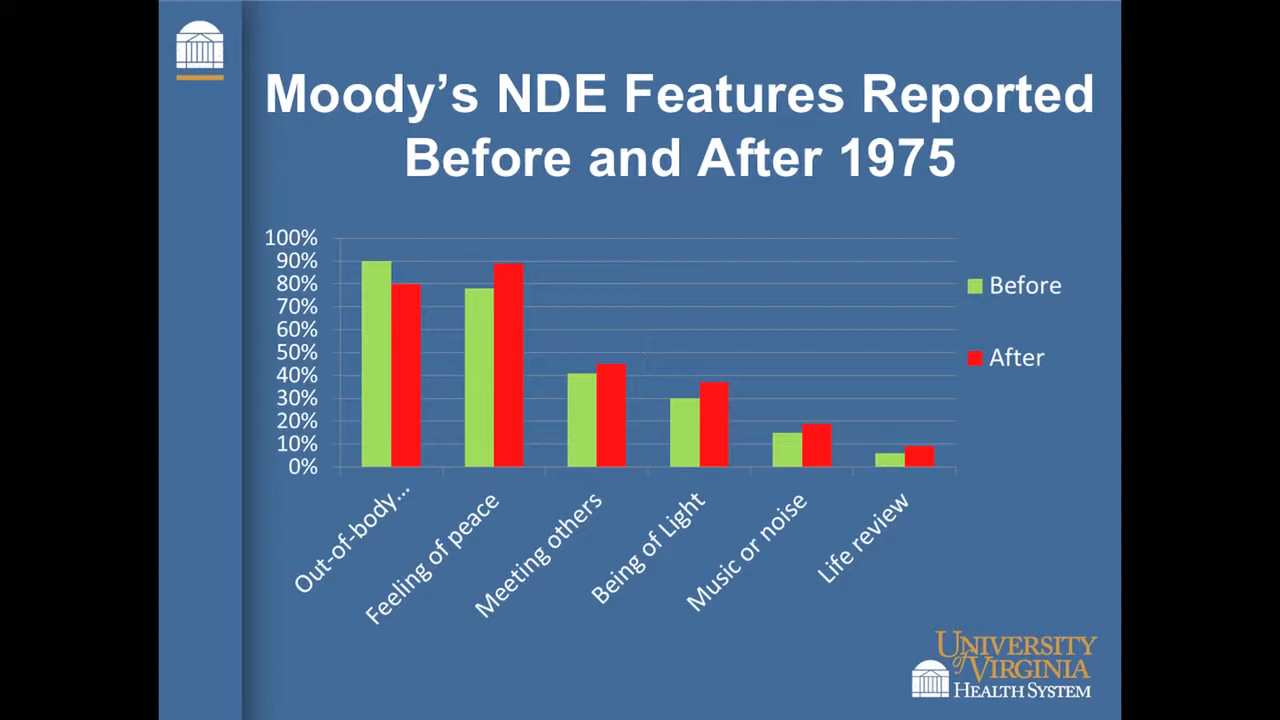 Moody’s NDE Features Reported
Before and After 1975
100%
90%
80%
70%
60%
50%
40%
30%
20%
10%
0%
Before
After
Out-of-body...
Feeling of peace
Meeting others
Being of Light
Music or noise
Life review
UNIVERSITY
of VIRGINIA
HEALTH SYSTEM